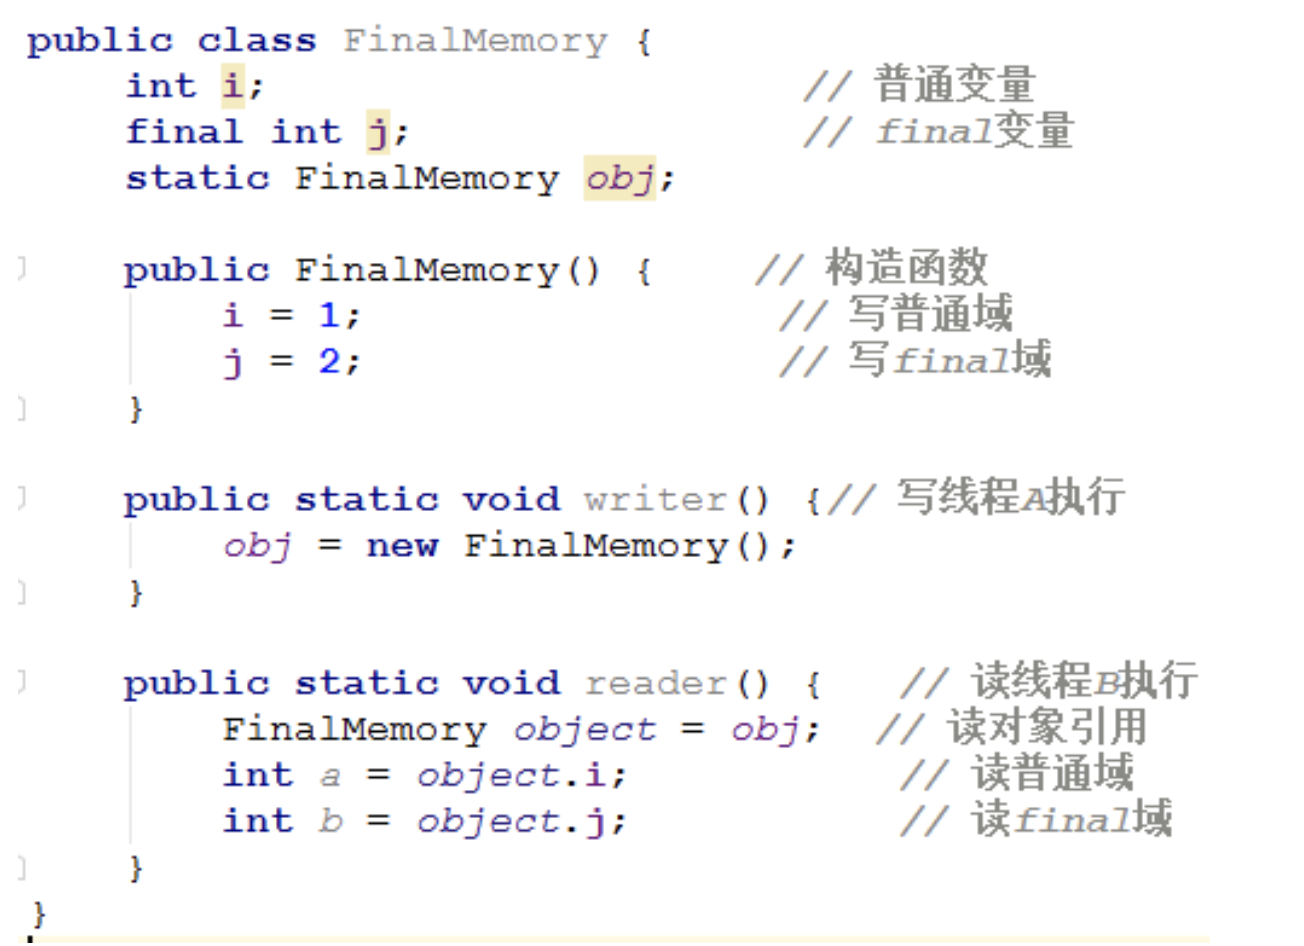 public class FinalMemory {
    int i;                      // 普通变量
    final int j;                // final变量
    static FinalMemory obj;
    public FinalMemory() {    // 构造函数
        i = 1;                 // 写普通域
        j = 2;                 // 写final域
    }
    public static void writer() {// 写线程A执行
        obj = new FinalMemory();
    }
    public static void reader() {   // 读线程B执行
        FinalMemory object = obj;  // 读对象引用
        int a = object.i;           // 读普通域
        int b = object.j;           // 读final域
    }
}